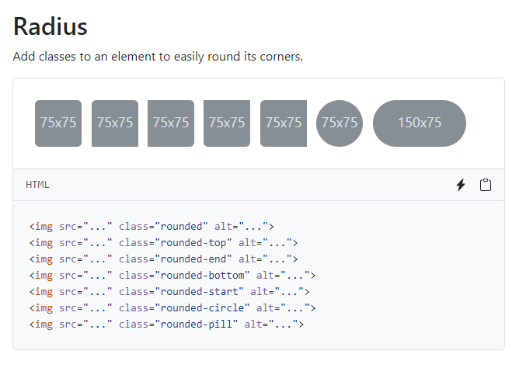 Radius
Add classes to an element to easily round its corners.
75x75 75x75 75x75 75x75 75x75 75x75 150x75
HTML
<img src="..." class="rounded" alt="...">
<img src="..." class="rounded-top" alt="...">
<img src="..." class="rounded-end" alt="...">
<img src="..." class="rounded-bottom" alt="...">
<img src="..." class="rounded-start" alt="...">
<img src="..." class="rounded-circle" alt="...">
<img src="..." class="rounded-pill" alt="...">